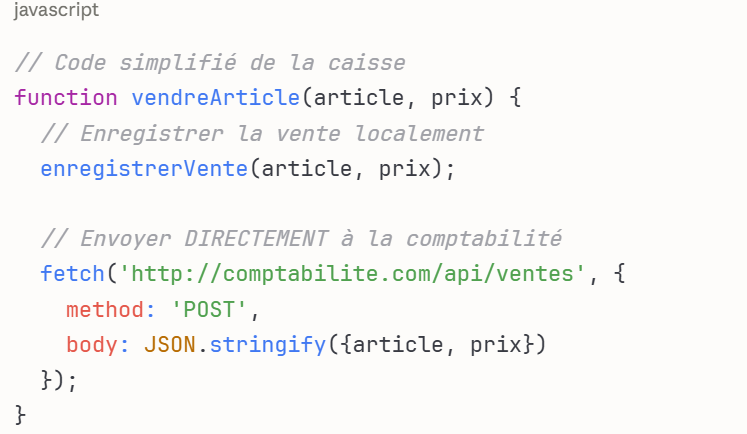 javascript
// Code simplifié de la caisse
function vendreArticle(article, prix) {
  // Enregistrer la vente localement
  enregistrerVente(article, prix);

  // Envoyer DIRECTEMENT à la comptabilité
  fetch('http://comptabilite.com/api/ventes', {
    method: 'POST',
    body: JSON.stringify({article, prix})
  });
}